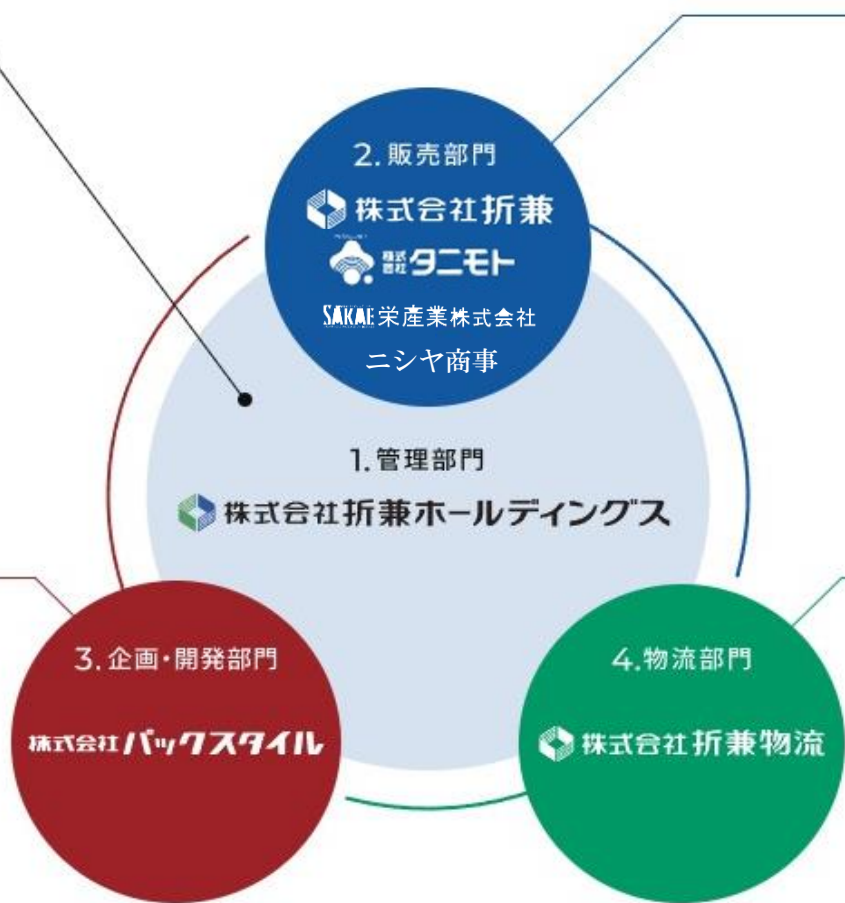 2.販売部門
株式会社折兼
株式会社タニモト
SAKAE栄産業株式会社
ニシヤ商事
1.管理部門
株式会社折兼ホールディングス
3.企画・開発部門
株式会社パックスタイル
4.物流部門
株式会社折兼物流